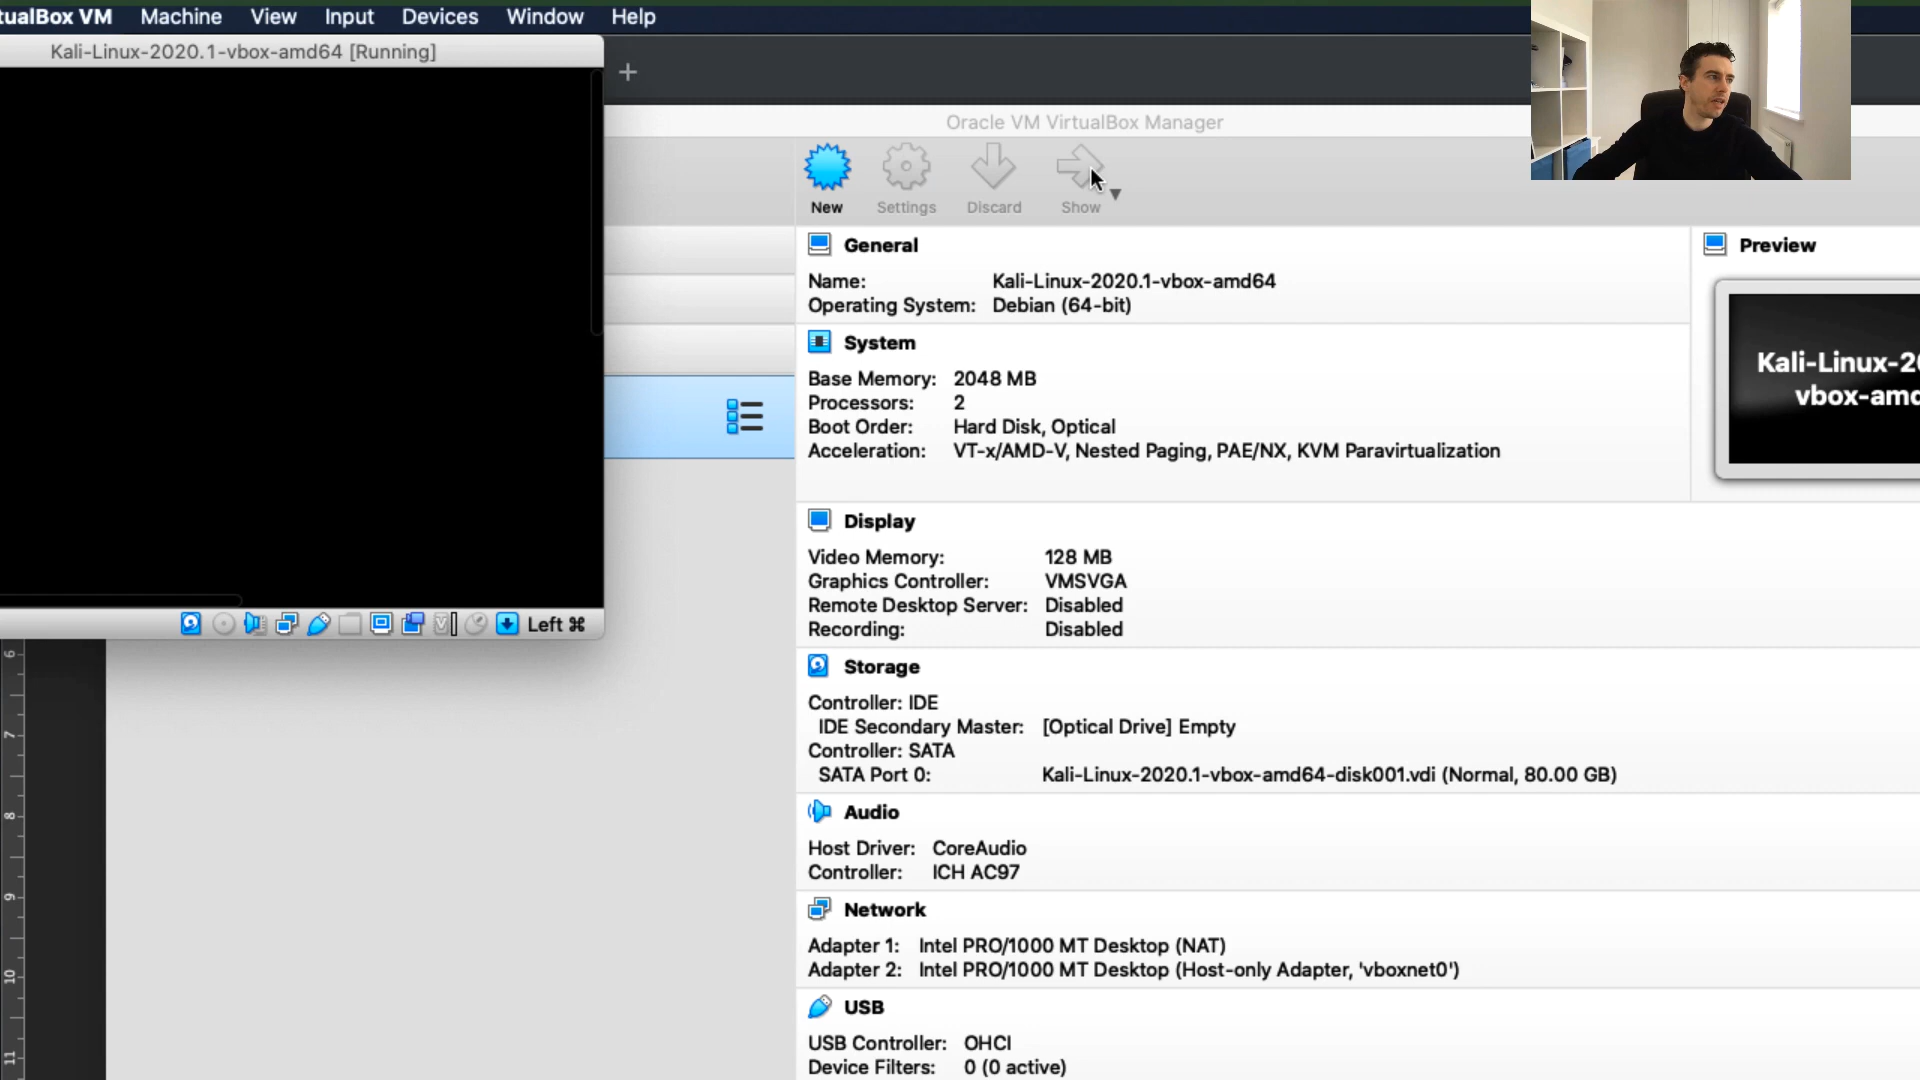 tualBox VM Machine View Input Devices Window Help
Kali-Linux-2020.1-vbox-amd64 [Running]
+
Oracle VM VirtualBox Manager
New Settings Discard Show
General
Name: Kali-Linux-2020.1-vbox-amd64
Operating System: Debian (64-bit)
System
Base Memory: 2048 MB
Processors: 2
Boot Order: Hard Disk, Optical
Acceleration: VT-x/AMD-V, Nested Paging, PAE/NX, KVM Paravirtualization
Preview
Kali-Linux-20
vbox-amd
Display
Video Memory: 128 MB
Graphics Controller: VMSVGA
Remote Desktop Server: Disabled
Recording: Disabled
Left ⌘
Storage
Controller: IDE
IDE Secondary Master: [Optical Drive] Empty
Controller: SATA
SATA Port 0: Kali-Linux-2020.1-vbox-amd64-disk001.vdi (Normal, 80.00 GB)
Audio
Host Driver: CoreAudio
Controller: ICH AC97
Network
Adapter 1: Intel PRO/1000 MT Desktop (NAT)
Adapter 2: Intel PRO/1000 MT Desktop (Host-only Adapter, 'vboxnet0')
USB
USB Controller: OHCI
Device Filters: 0 (0 active)
6
7
8
9
10
11